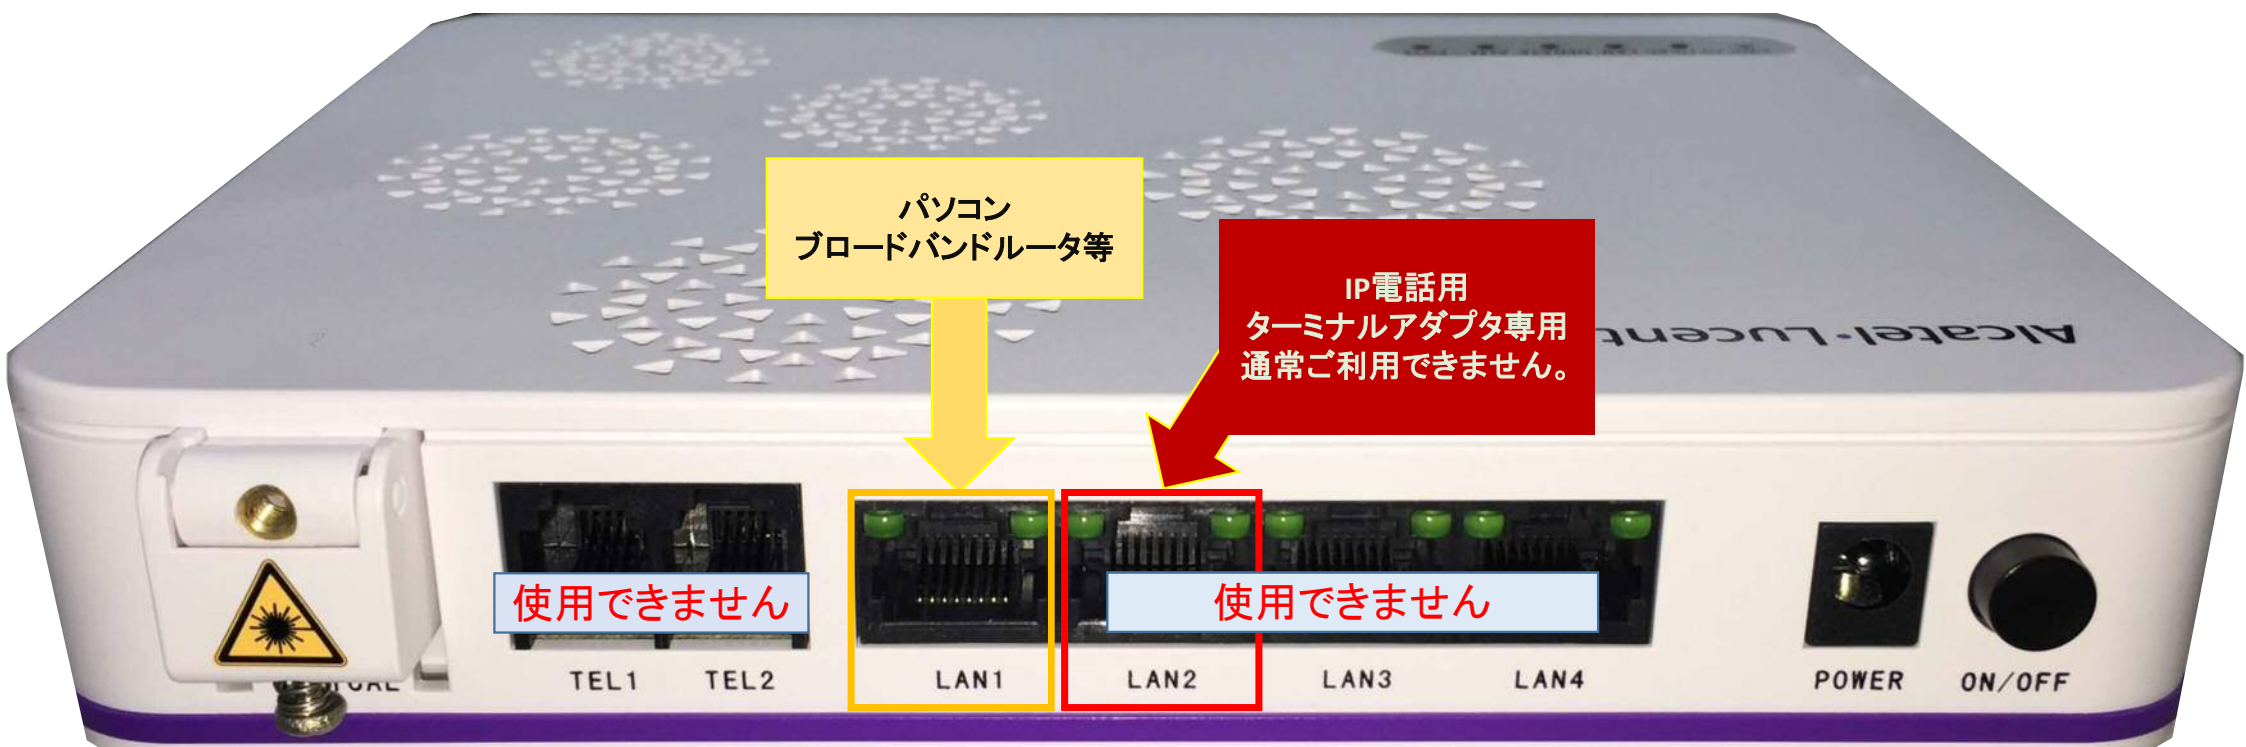 パソコン
ブロードバンドルータ等
IP電話用
ターミナルアダプタ専用
通常ご利用できません。
Alcatel·Lucent
使用できません
使用できません
TEL1
TEL2
LAN1
LAN2
LAN3
LAN4
POWER
ON/OFF